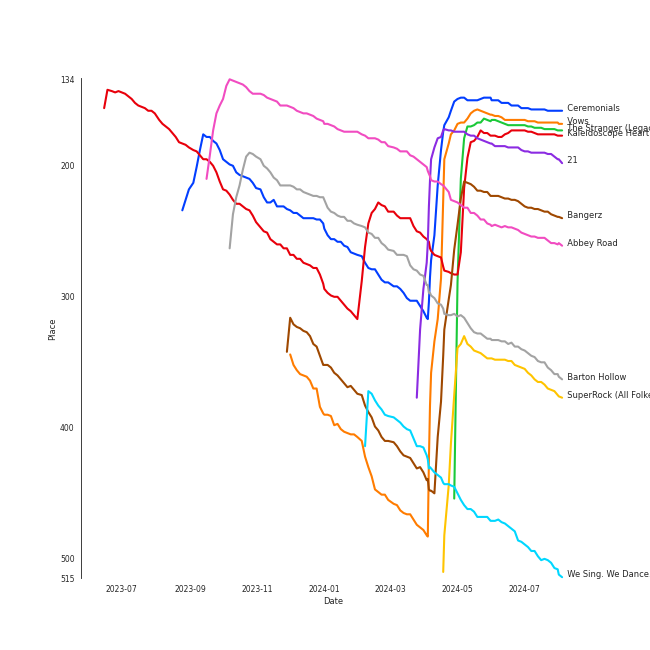 134
200
300
400
500
515
Place
2023-07
2023-09
2023-11
2024-01
2024-03
2024-05
2024-07
Date
Ceremonials
Vows
The Stranger (Legac
Kaleidoscope Heart
21
Bangerz
Abbey Road
Barton Hollow
SuperRock (All Folke
We Sing. We Dance.